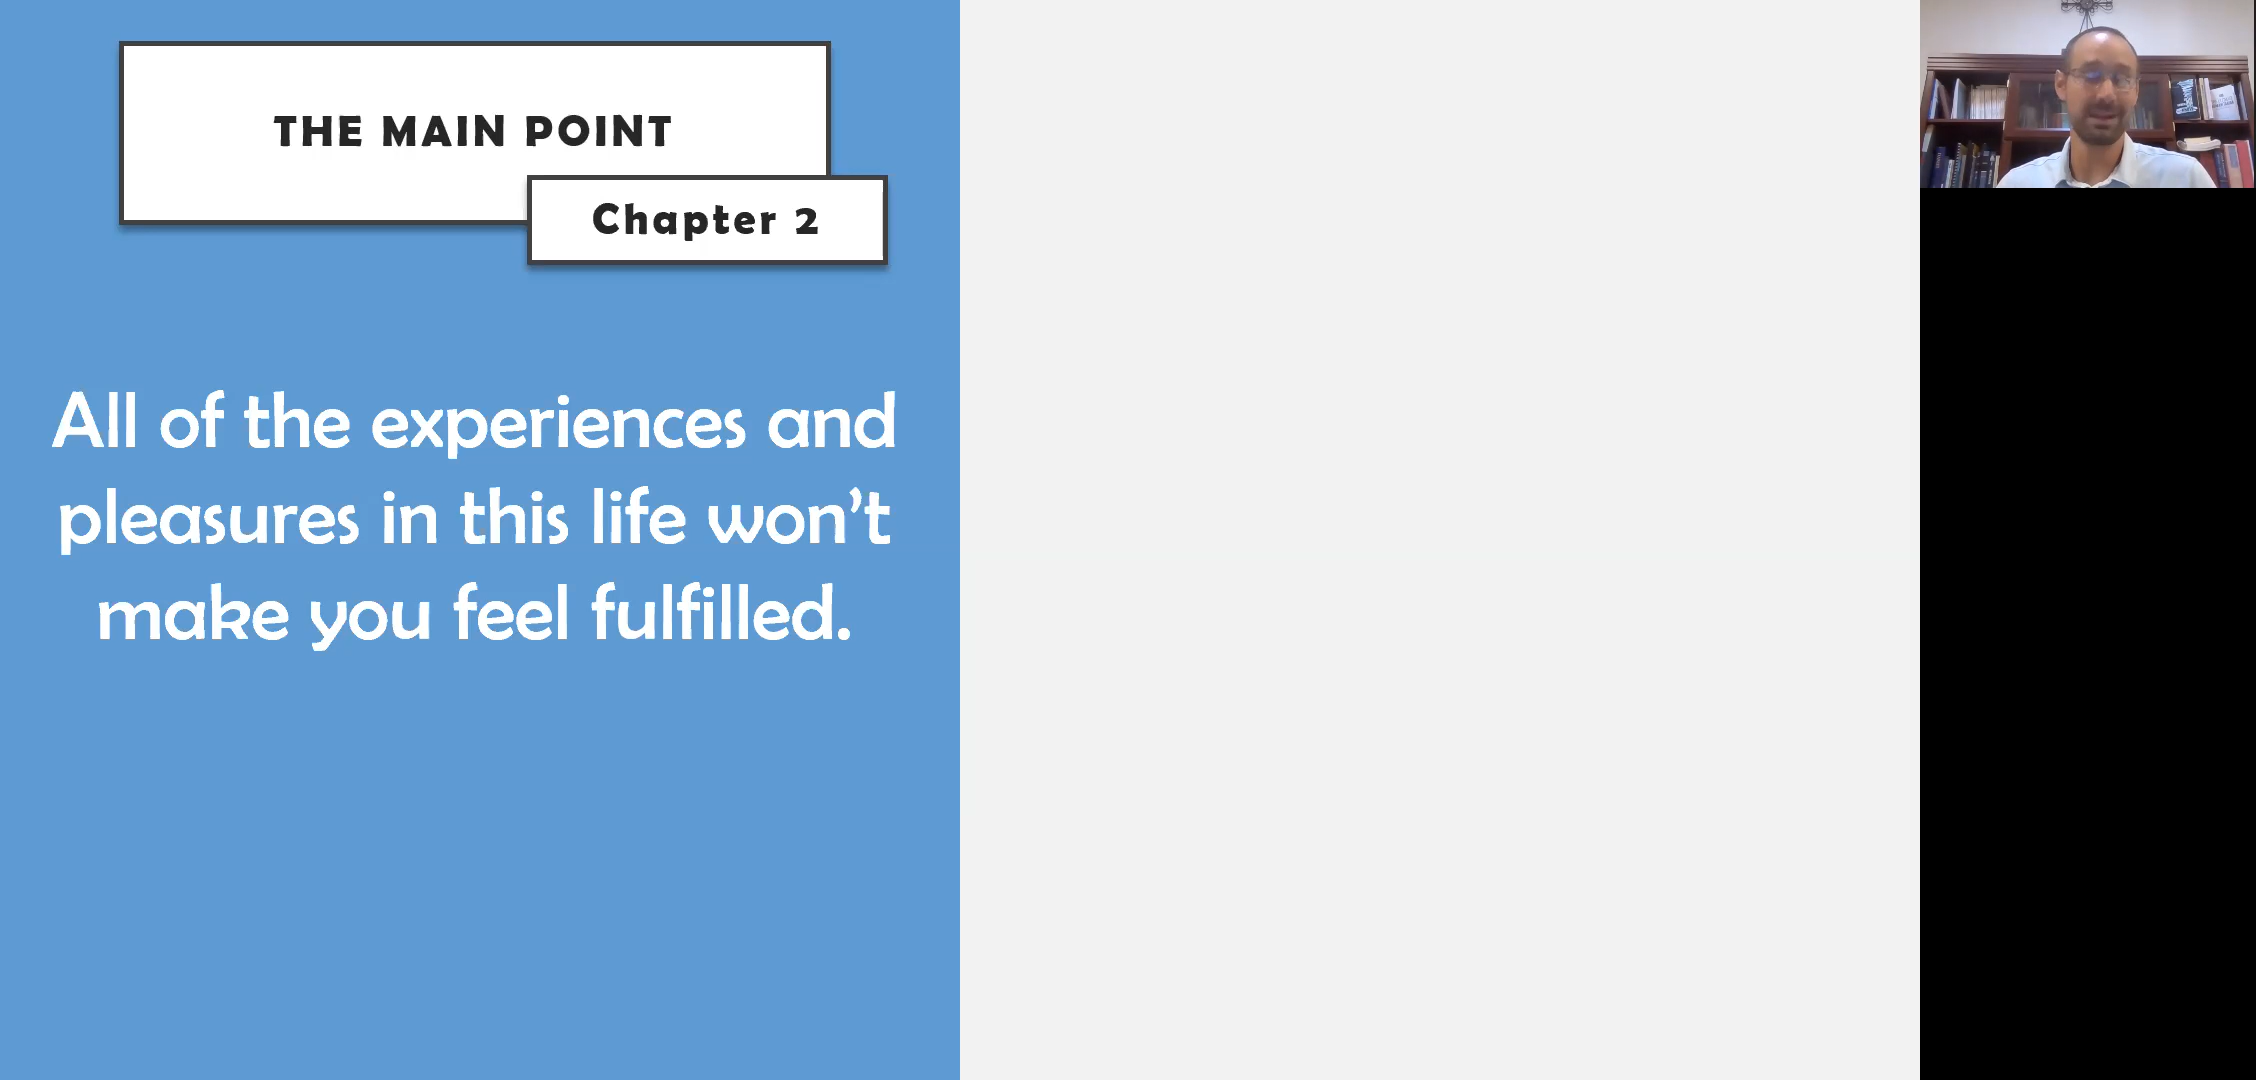 THE MAIN POINT
Chapter 2
All of the experiences and
pleasures in this life won’t
make you feel fulfilled.